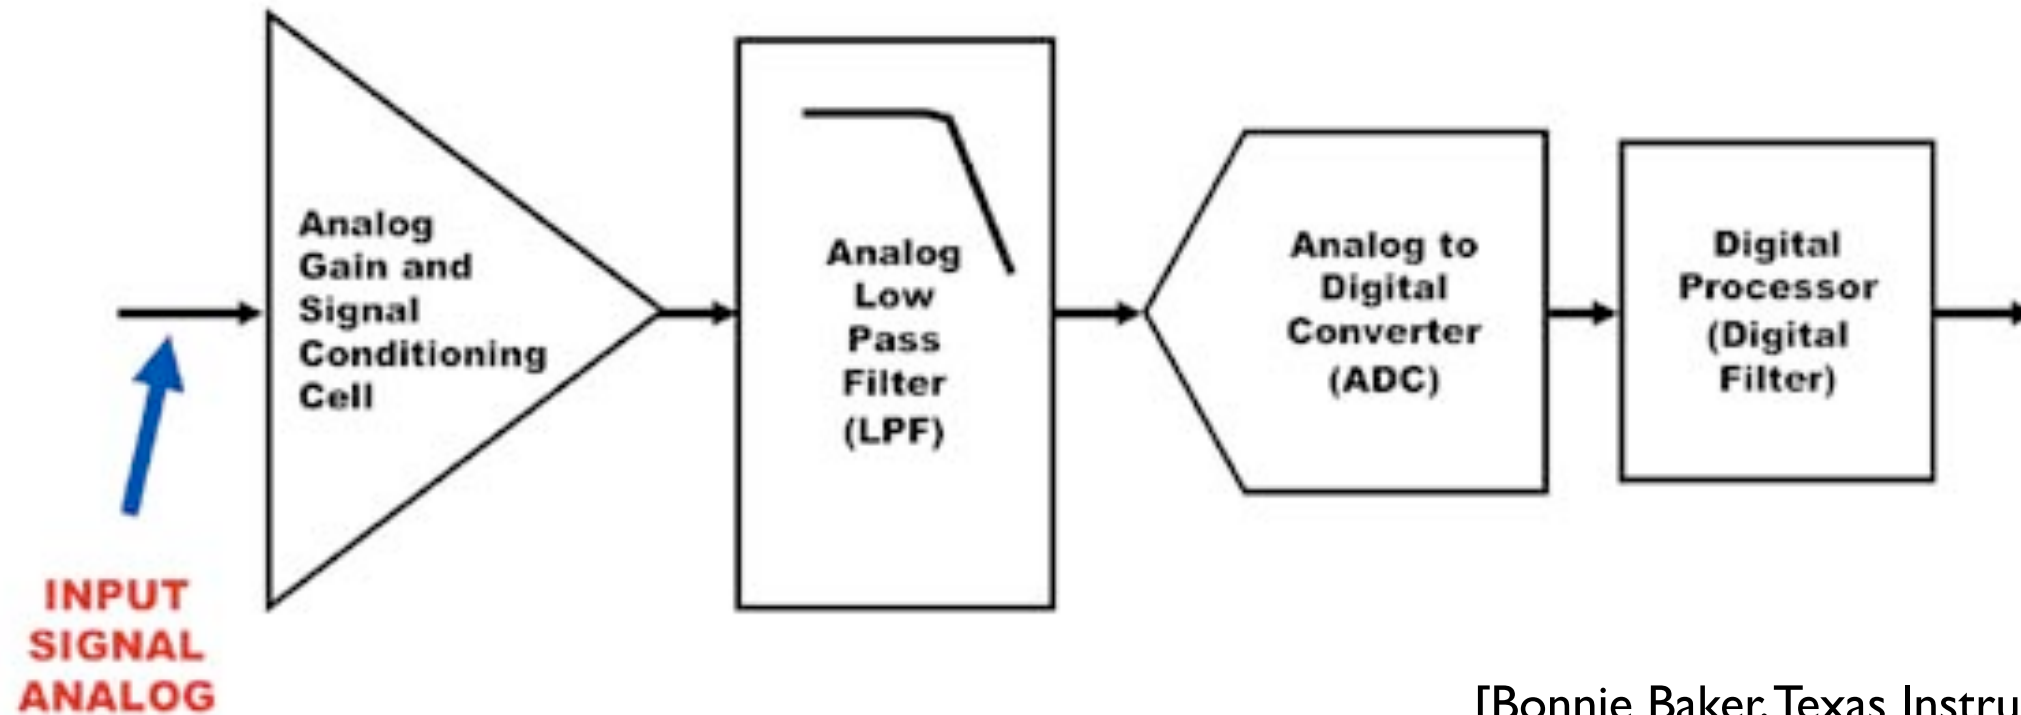 Analog
Gain and
Signal
Conditioning
Cell
Analog
Low
Pass
Filter
(LPF)
Analog to
Digital
Converter
(ADC)
Digital
Processor
(Digital
Filter)
INPUT
SIGNAL
ANALOG
[Bonnie Baker, Texas Instru